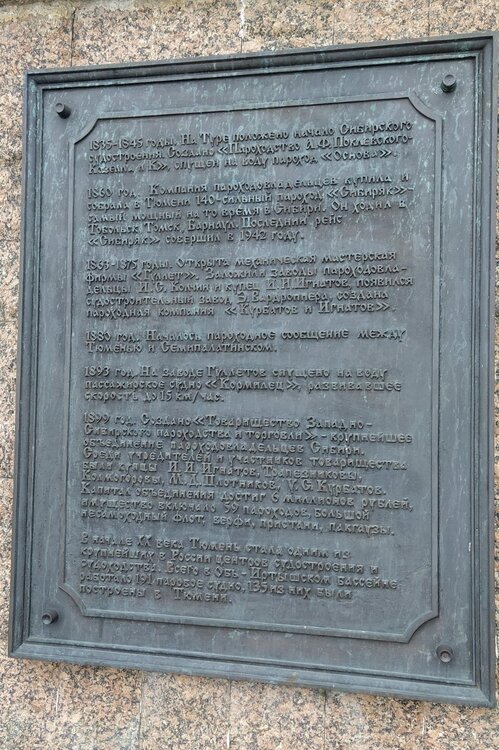 1835-1845 годы. На Туре положено начало Сибирского
судостроения. Создано «Пароходство А.Ф. Поклевского-
Козелл и К°», спущен на воду пароход «Основа».
1860 год. Компания пароходовладельцев купила и
собрала в Тюмени 140-сильный пароход «Сибиряк»-
самый мощный на то время в Сибири. Он ходил в
Тобольск, Томск, Барнаул. Последний рейс
«Сибиряк» совершил в 1942 году.
1863-1875 годы. Открыта механическая мастерская
фирмы «Гуллет». Заложили заводы пароходовла-
дельцы И.С. Колчин и купец И.И. Игнатов, появился
судостроительный завод Э. Вардроппера, создана
пароходная компания «Курбатов и Игнатов».
1880 год. Началось пароходное сообщение между
Тюменью и Семипалатинском.
1893 год. На заводе Гуллетов спущено на воду
пассажирское судно «Кормилец», развивавшее
скорость до 15 км/час.
1899 год. Создано «Товарищество Западно-
Сибирского пароходства и торговли» - крупнейшее
объединение пароходовладельцев Сибири.
Среди учредителей и участников товарищества
были купцы И.И. Игнатов, Трапезниковы,
Колмогоровы, М.Д. Плотников, У.С. Курбатов.
Капитал объединения достиг 6 миллионов рублей,
имущество включало 59 пароходов, большой
несамоходный флот, верфи, пристани, пакгаузы.
В начале XX века Тюмень стала одним из
крупнейших в России центров судостроения и
судоходства. Всего в Обь-Иртышском бассейне
работало 191 паровое судно, 135 из них были
построены в Тюмени.